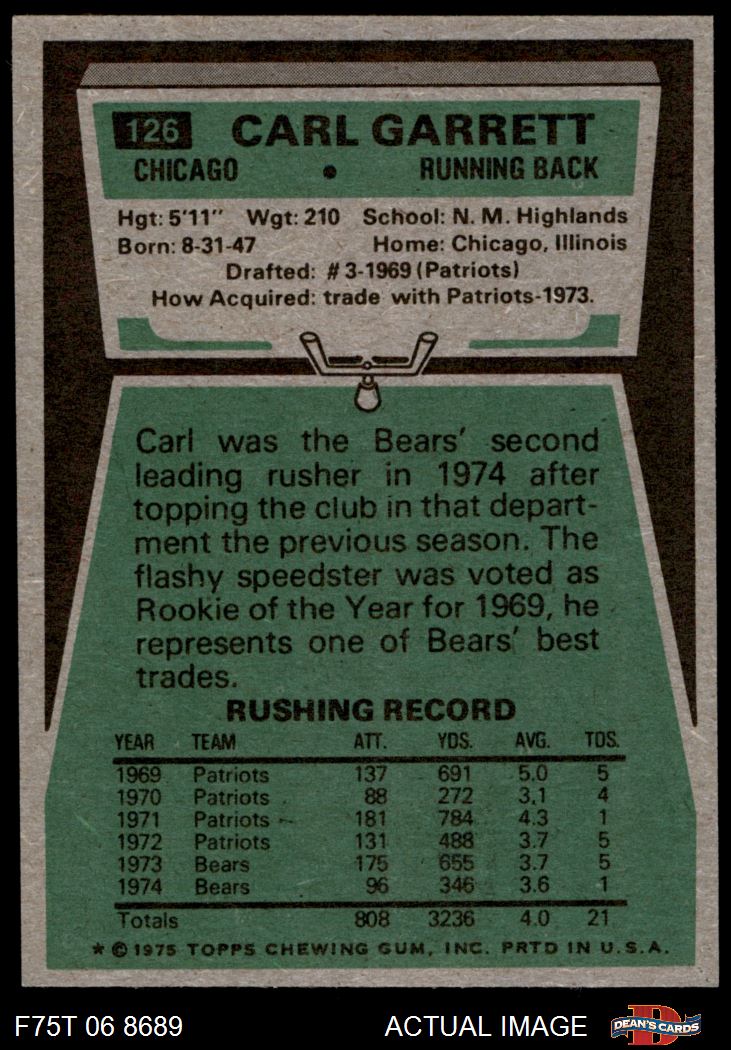 126 CARL GARRETT
CHICAGO • RUNNING BACK
Hgt: 5'11" Wgt: 210 School: N. M. Highlands
Born: 8-31-47 Home: Chicago, Illinois
Drafted: #3-1969 (Patriots)
How Acquired: trade with Patriots-1973.
Carl was the Bears' second
leading rusher in 1974 after
topping the club in that depart-
ment the previous season. The
flashy speedster was voted as
Rookie of the Year for 1969, he
represents one of Bears' best
trades.
RUSHING RECORD
YEAR TEAM ATT. YDS. AVG. TDS.
1969 Patriots 137 691 5.0 5
1970 Patriots 88 272 3.1 4
1971 Patriots 181 784 4.3 1
1972 Patriots 131 488 3.7 5
1973 Bears 175 655 3.7 5
1974 Bears 96 346 3.6 1
Totals 808 3236 4.0 21
* © 1975 TOPPS CHEWING GUM, INC. PRTD IN U.S.A.
F75T 06 8689 ACTUAL IMAGE D DEAN'S CARDS